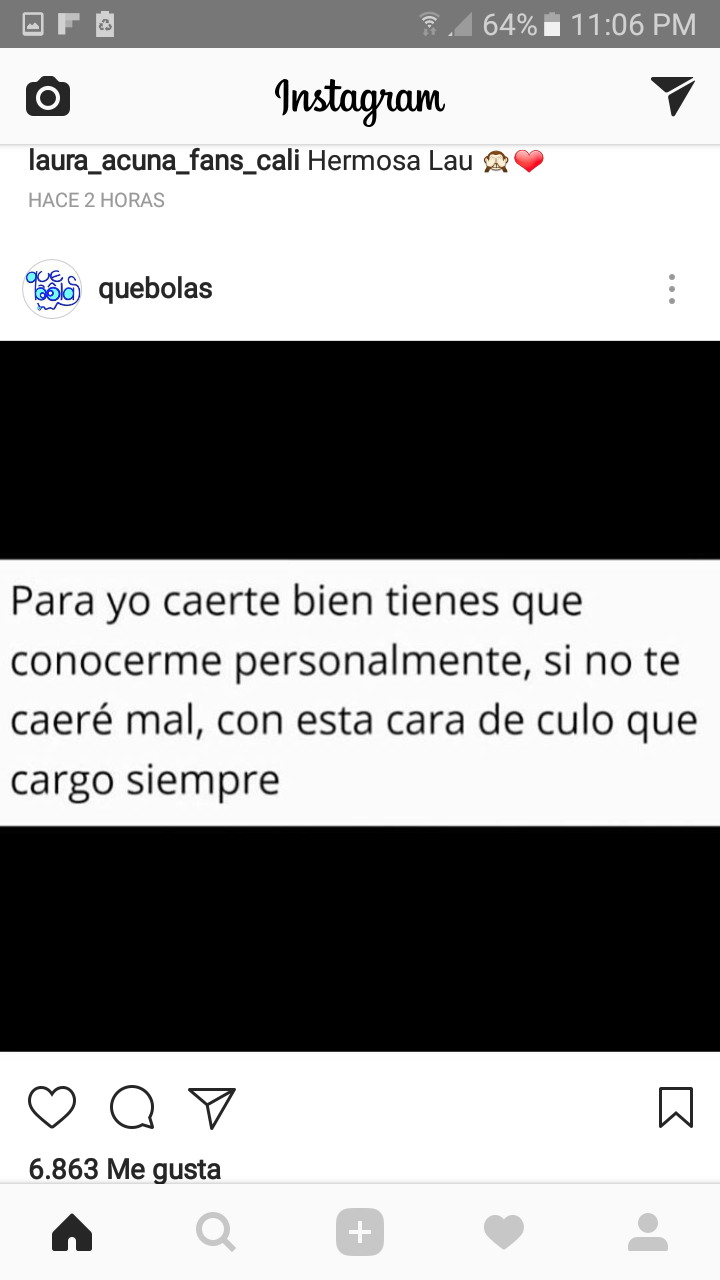 64% 11:06 PM
Instagram
laura_acuna_fans_cali Hermosa Lau 🙈❤️
HACE 2 HORAS
que bolas
quebolas
Para yo caerte bien tienes que
conocerme personalmente, si no te
caeré mal, con esta cara de culo que
cargo siempre
6.863 Me gusta